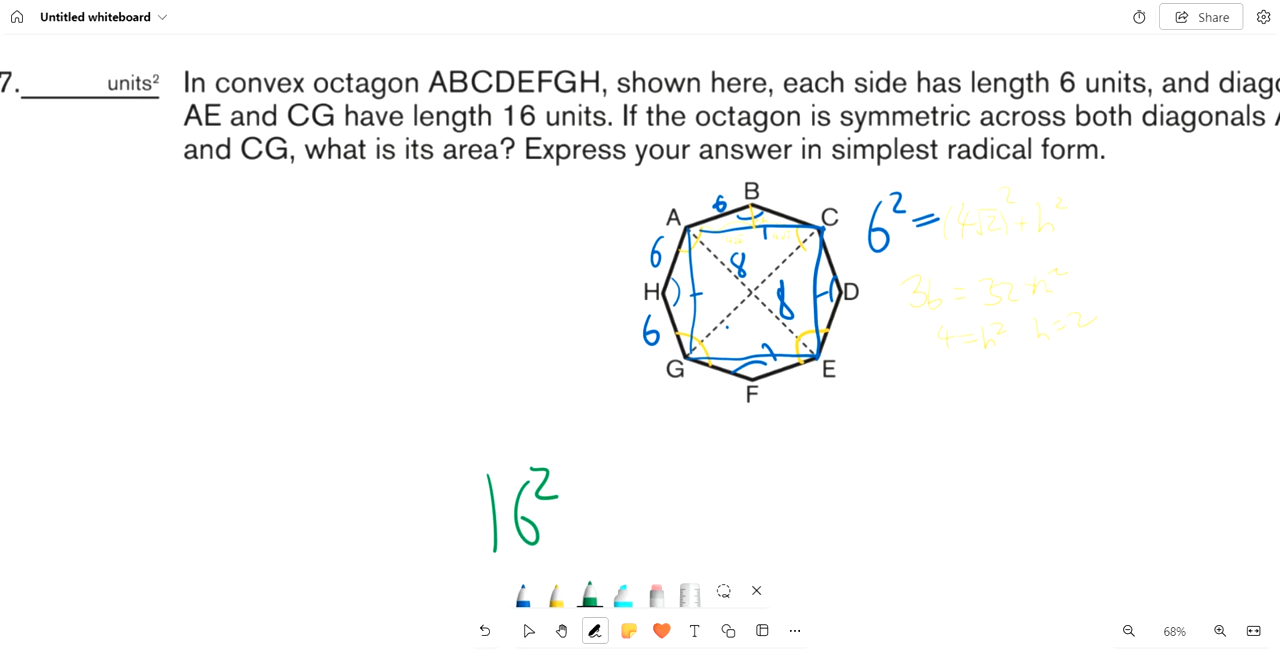 Untitled whiteboard
Share
7. ______ units² In convex octagon ABCDEFGH, shown here, each side has length 6 units, and diag
AE and CG have length 16 units. If the octagon is symmetric across both diagonals
and CG, what is its area? Express your answer in simplest radical form.
B
6
A
C
6² = (4√2)² + h²
6
8
H
8
D
36 = 32 + h²
6
4 = h² h = 2
G
E
F
16²
68%